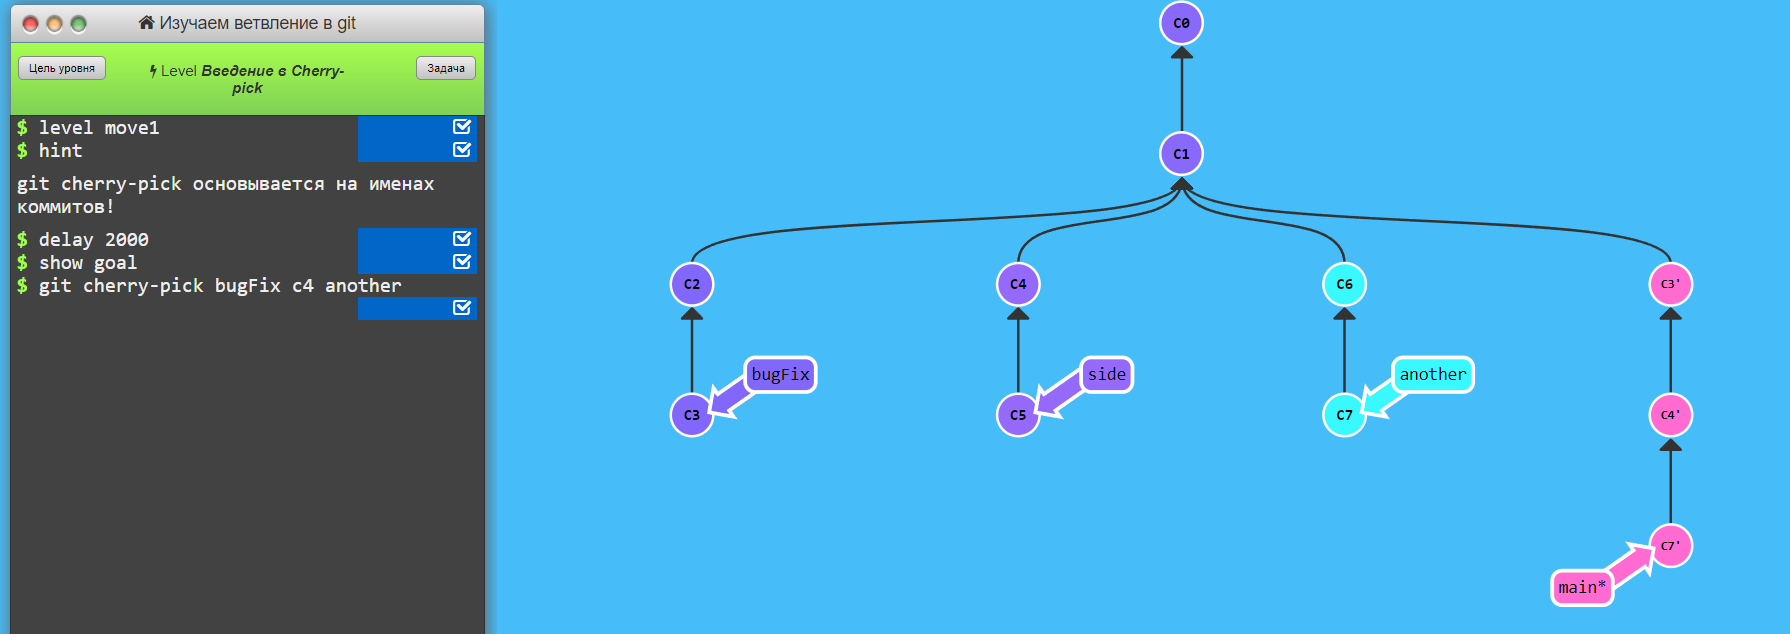 Изучаем ветвление в git
Цель уровня
Level Введение в Cherry-
pick
Задача
$ level move1
$ hint
git cherry-pick основывается на именах
коммитов!
$ delay 2000
$ show goal
$ git cherry-pick bugFix c4 another
C0
C1
C2
C4
C6
C3'
bugFix
side
another
C3
C5
C7
C4'
C7'
main*